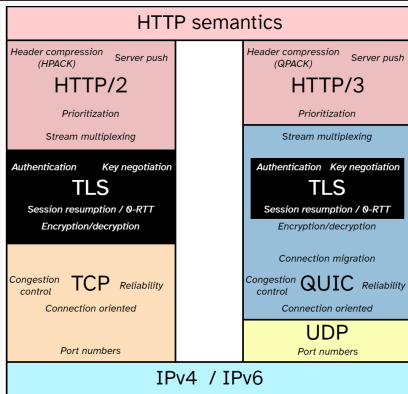 HTTP semantics
Header compression
(HPACK)
Server push
HTTP/2
Prioritization
Stream multiplexing
Authentication
Key negotiation
TLS
Session resumption / 0-RTT
Encryption/decryption
Congestion
control
TCP
Reliability
Connection oriented
Port numbers
Header compression
(QPACK)
Server push
HTTP/3
Prioritization
Stream multiplexing
Authentication
Key negotiation
TLS
Session resumption / 0-RTT
Encryption/decryption
Connection migration
Congestion
control
QUIC
Reliability
Connection oriented
UDP
Port numbers
IPv4 / IPv6